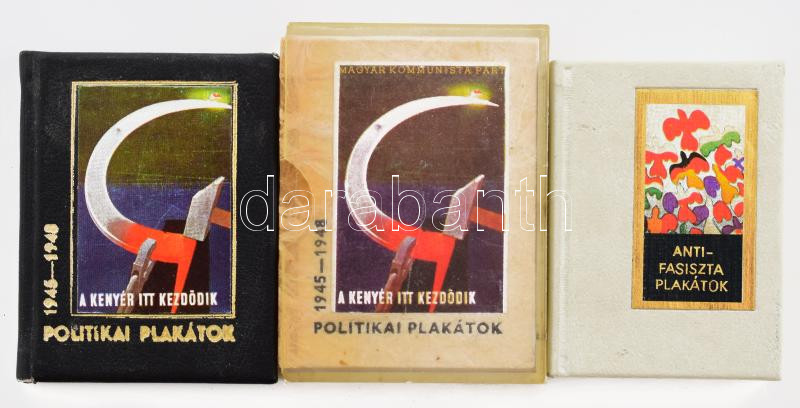 1945—1948
A KENYÉR ITT KEZDŐDIK
POLITIKAI PLAKÁTOK
MAGYAR KOMMUNISTA PÁRT
1945—1948
A KENYÉR ITT KEZDŐDIK
POLITIKAI PLAKÁTOK
ANTI-
FASISZTA
PLAKÁTOK
darabanth